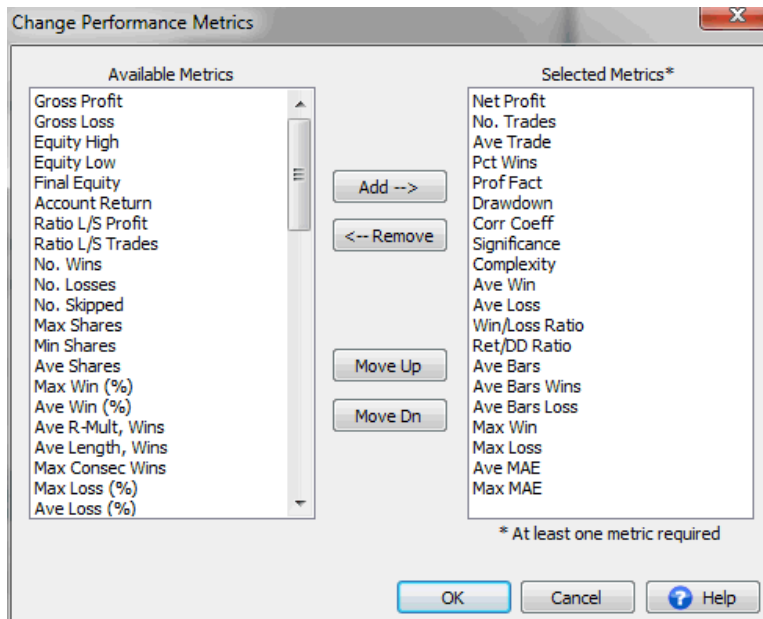 Change Performance Metrics
Available Metrics
Gross Profit
Gross Loss
Equity High
Equity Low
Final Equity
Account Return
Ratio L/S Profit
Ratio L/S Trades
No. Wins
No. Losses
No. Skipped
Max Shares
Min Shares
Ave Shares
Max Win (%)
Ave Win (%)
Ave R-Mult, Wins
Ave Length, Wins
Max Consec Wins
Max Loss (%)
Ave Loss (%)
Add -->
<-- Remove
Move Up
Move Dn
Selected Metrics*
Net Profit
No. Trades
Ave Trade
Pct Wins
Prof Fact
Drawdown
Corr Coeff
Significance
Complexity
Ave Win
Ave Loss
Win/Loss Ratio
Ret/DD Ratio
Ave Bars
Ave Bars Wins
Ave Bars Loss
Max Win
Max Loss
Ave MAE
Max MAE
* At least one metric required
OK
Cancel
Help